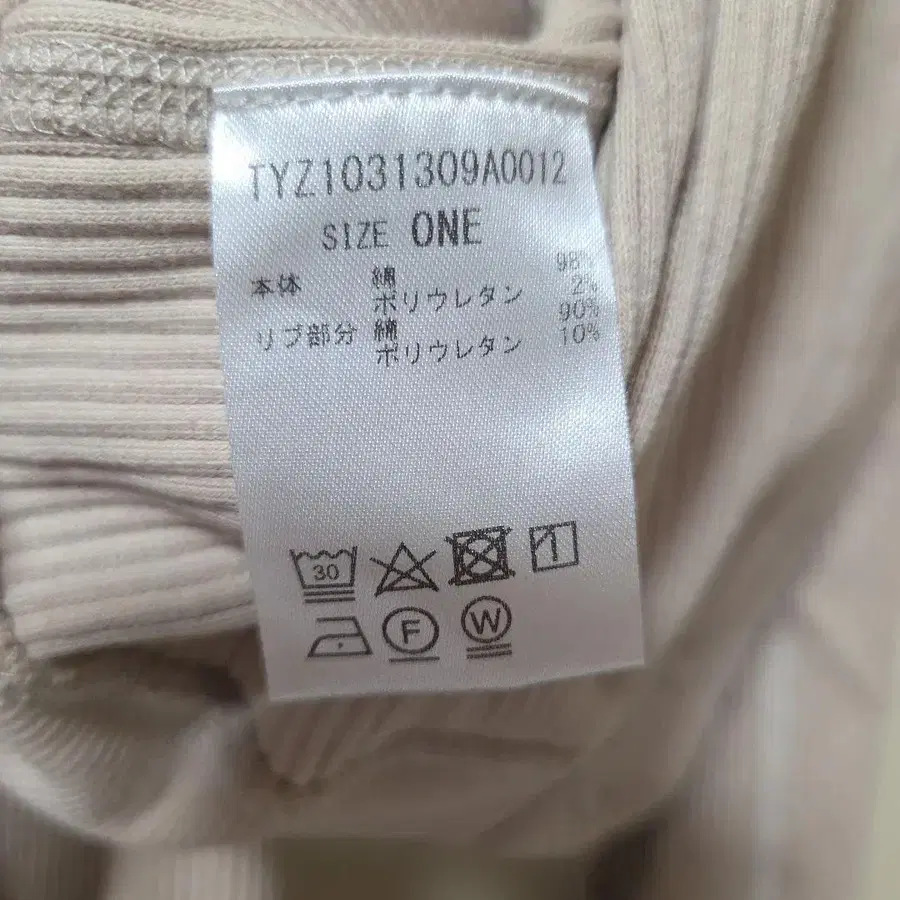 TYZ1031309A0012
SIZE ONE
本体 綿 98%
ポリウレタン 2%
リブ部分 綿 90%
ポリウレタン 10%
30
F W